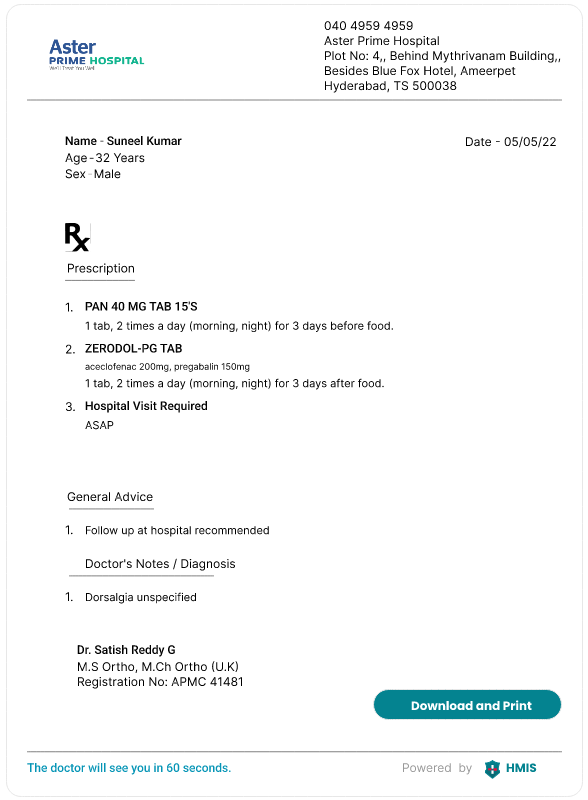 Aster
PRIME HOSPITAL
We'll Treat You Well
040 4959 4959
Aster Prime Hospital
Plot No: 4,, Behind Mythrivanam Building,,
Besides Blue Fox Hotel, Ameerpet
Hyderabad, TS 500038
Name - Suneel Kumar
Date - 05/05/22
Age-32 Years
Sex-Male
Rx
Prescription
1. PAN 40 MG TAB 15'S
1 tab, 2 times a day (morning, night) for 3 days before food.
2. ZERODOL-PG TAB
aceclofenac 200mg, pregabalin 150mg
1 tab, 2 times a day (morning, night) for 3 days after food.
3. Hospital Visit Required
ASAP
General Advice
1. Follow up at hospital recommended
Doctor's Notes / Diagnosis
1. Dorsalgia unspecified
Dr. Satish Reddy G
M.S Ortho, M.Ch Ortho (U.K)
Registration No: APMC 41481
Download and Print
The doctor will see you in 60 seconds.
Powered by HMIS